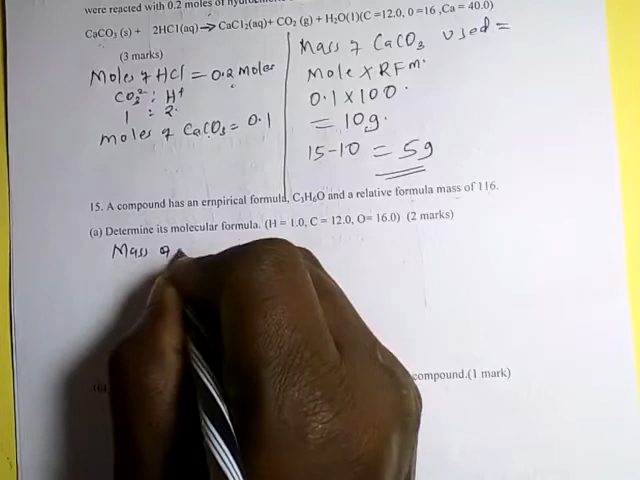 were reacted with 0.2 moles of
CaCO3 (s) + 2HCl(aq) → CaCl2(aq)+ CO2 (g) + H2O(1)(C =12.0, 0 =16 ,Ca = 40.0)
(3 marks)
Moles of HCl = 0.2 moles
CO3^2- : H+
1 : 2.
moles of CaCO3 = 0.1
Mass of CaCO3 used =
Mole x RFm.
0.1 x 100.
= 10g.
15-10 = 5g
15. A compound has an ernpirical formula, C3H6O and a relative formula mass of 116.
(a) Determine its molecular formula. (H = 1.0, C = 12.0, O= 16.0) (2 marks)
Mass of
compound.(1 mark)